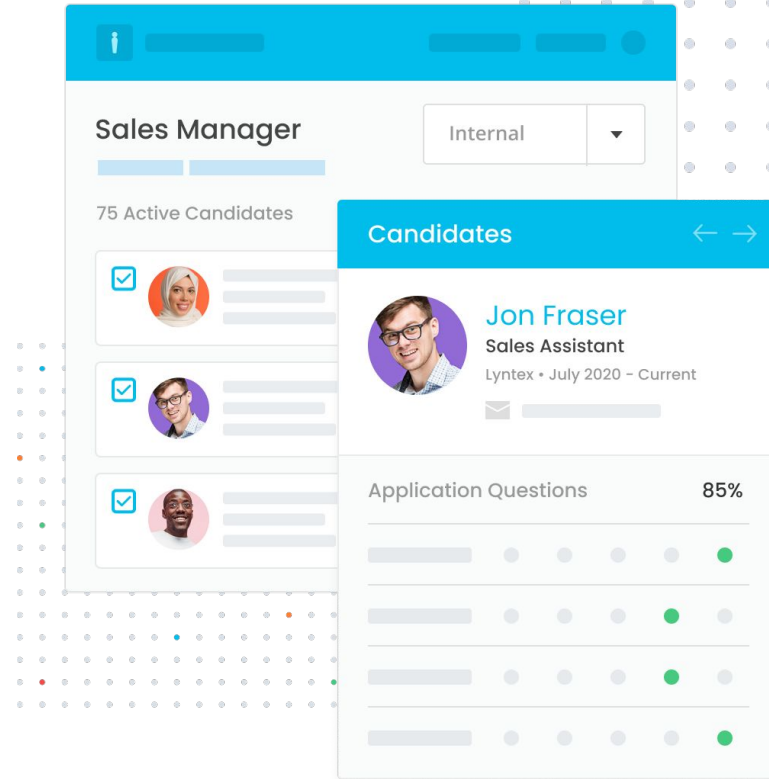 Sales Manager
Internal
75 Active Candidates
Candidates
Jon Fraser
Sales Assistant
Lyntex • July 2020 - Current
Application Questions 85%